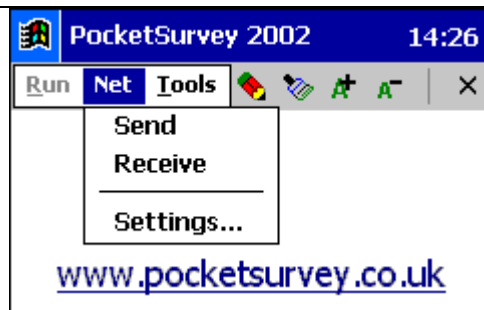 PocketSurvey 2002 14:26
Run Net Tools A+ A- ×
Send
Receive
Settings...
www.pocketsurvey.co.uk